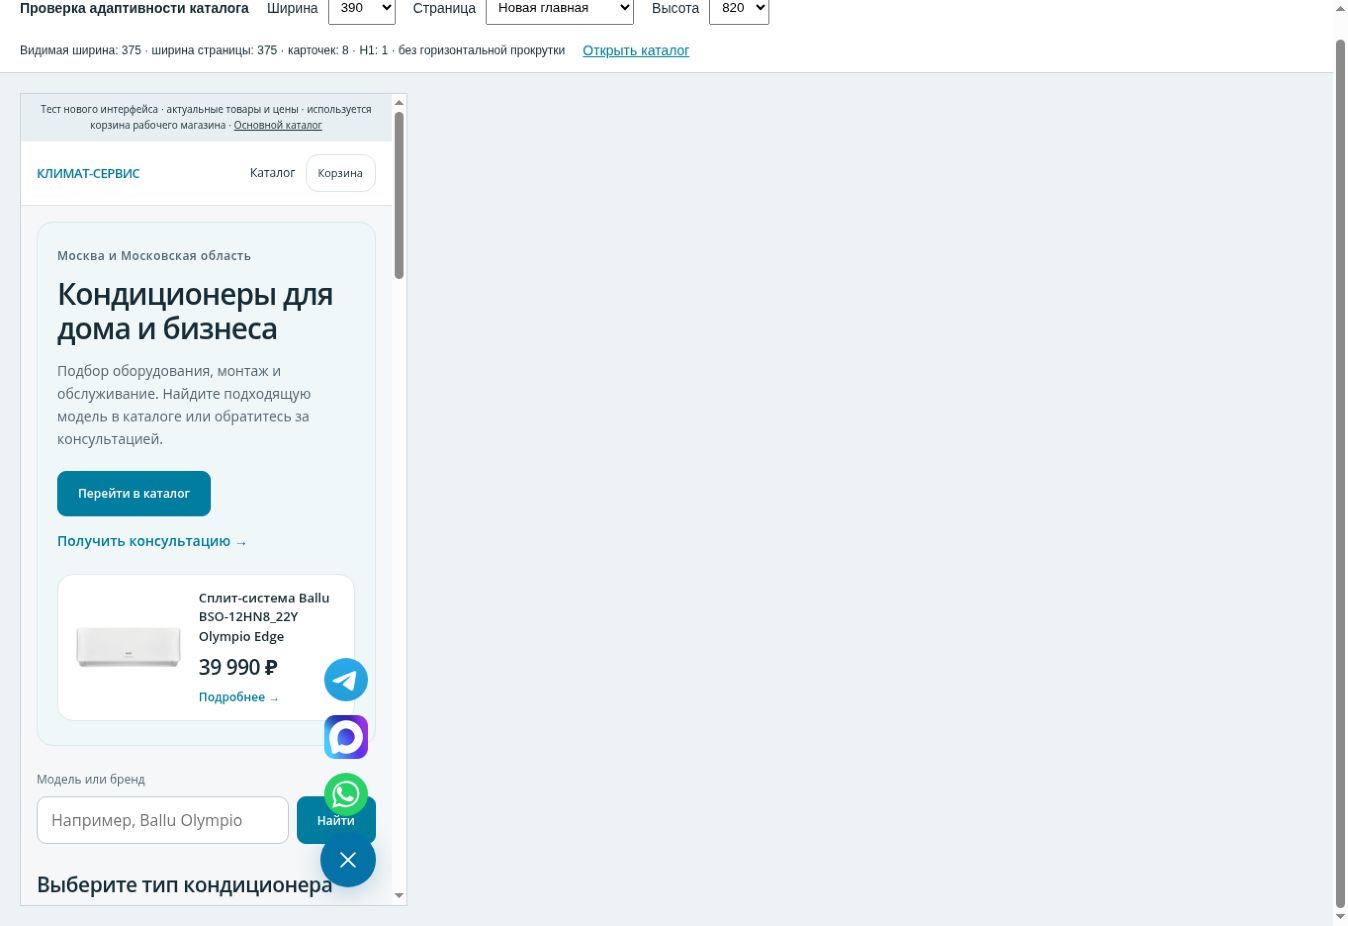 Проверка адаптивности каталога Ширина 390 Страница Новая главная Высота 820
Видимая ширина: 375 · ширина страницы: 375 · карточек: 8 · H1: 1 · без горизонтальной прокрутки Открыть каталог
Тест нового интерфейса · актуальные товары и цены · используется
корзина рабочего магазина · Основной каталог
КЛИМАТ-СЕРВИС Каталог Корзина
Москва и Московская область
Кондиционеры для
дома и бизнеса
Подбор оборудования, монтаж и
обслуживание. Найдите подходящую
модель в каталоге или обратитесь за
консультацией.
Перейти в каталог
Получить консультацию →
Сплит-система Ballu
BSO-12HN8_22Y
Olympio Edge
39 990 ₽
Подробнее →
Модель или бренд
Например, Ballu Olympio Найти
Выберите тип кондиционера